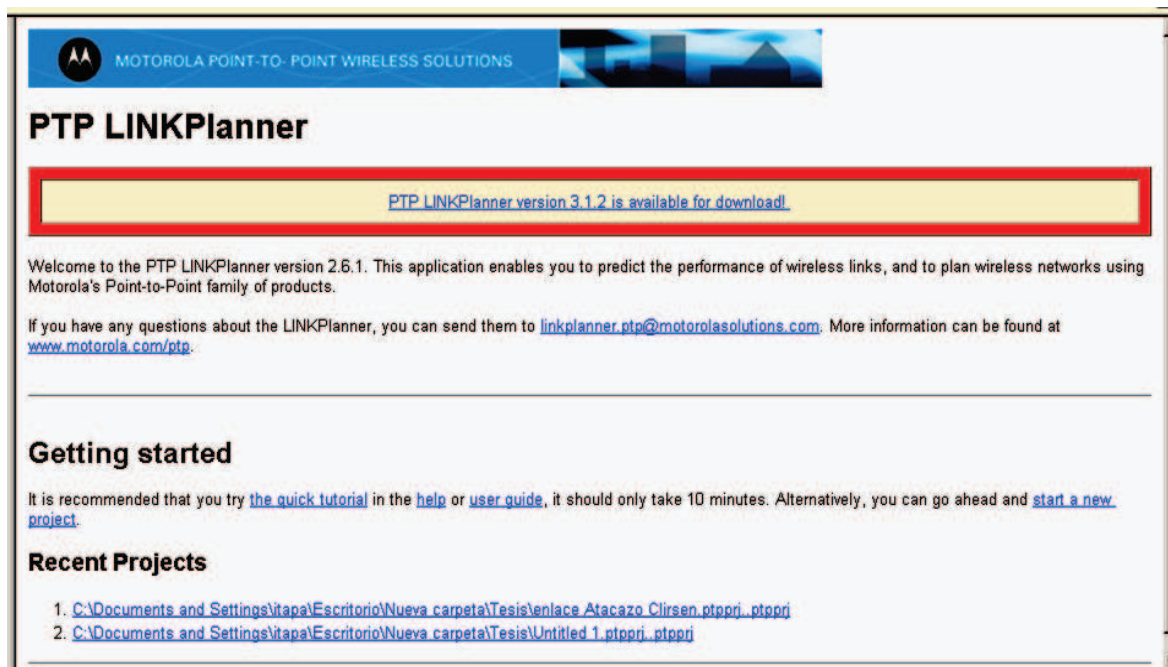 MOTOROLA POINT-TO- POINT WIRELESS SOLUTIONS
PTP LINKPlanner
PTP LINKPlanner version 3.1.2 is available for download!
Welcome to the PTP LINKPlanner version 2.6.1. This application enables you to predict the performance of wireless links, and to plan wireless networks using
Motorola's Point-to-Point family of products.
If you have any questions about the LINKPlanner, you can send them to linkplanner.ptp@motorolasolutions.com. More information can be found at
www.motorola.com/ptp.
Getting started
It is recommended that you try the quick tutorial in the help or user guide, it should only take 10 minutes. Alternatively, you can go ahead and start a new
project.
Recent Projects
1. C:\Documents and Settings\itapa\Escritorio\Nueva carpeta\Tesis\enlace Atacazo Clirsen.ptpprj..ptpprj
2. C:\Documents and Settings\itapa\Escritorio\Nueva carpeta\Tesis\Untitled 1.ptpprj..ptpprj